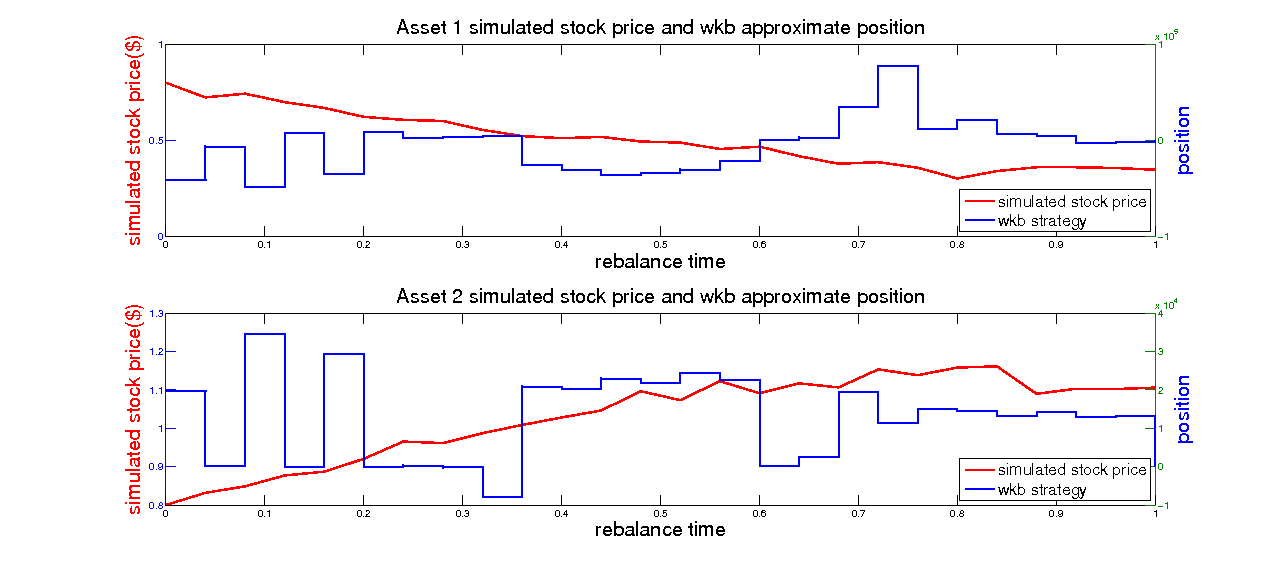 Asset 1 simulated stock price and wkb approximate position
simulated stock price($)
1
0.5
0
x 10^5
1
0
-1
position
simulated stock price
wkb strategy
0 0.1 0.2 0.3 0.4 0.5 0.6 0.7 0.8 0.9 1
rebalance time
Asset 2 simulated stock price and wkb approximate position
simulated stock price($)
1.3
1.2
1.1
1
0.9
0.8
x 10^4
4
3
2
1
0
-1
position
simulated stock price
wkb strategy
0 0.1 0.2 0.3 0.4 0.5 0.6 0.7 0.8 0.9 1
rebalance time